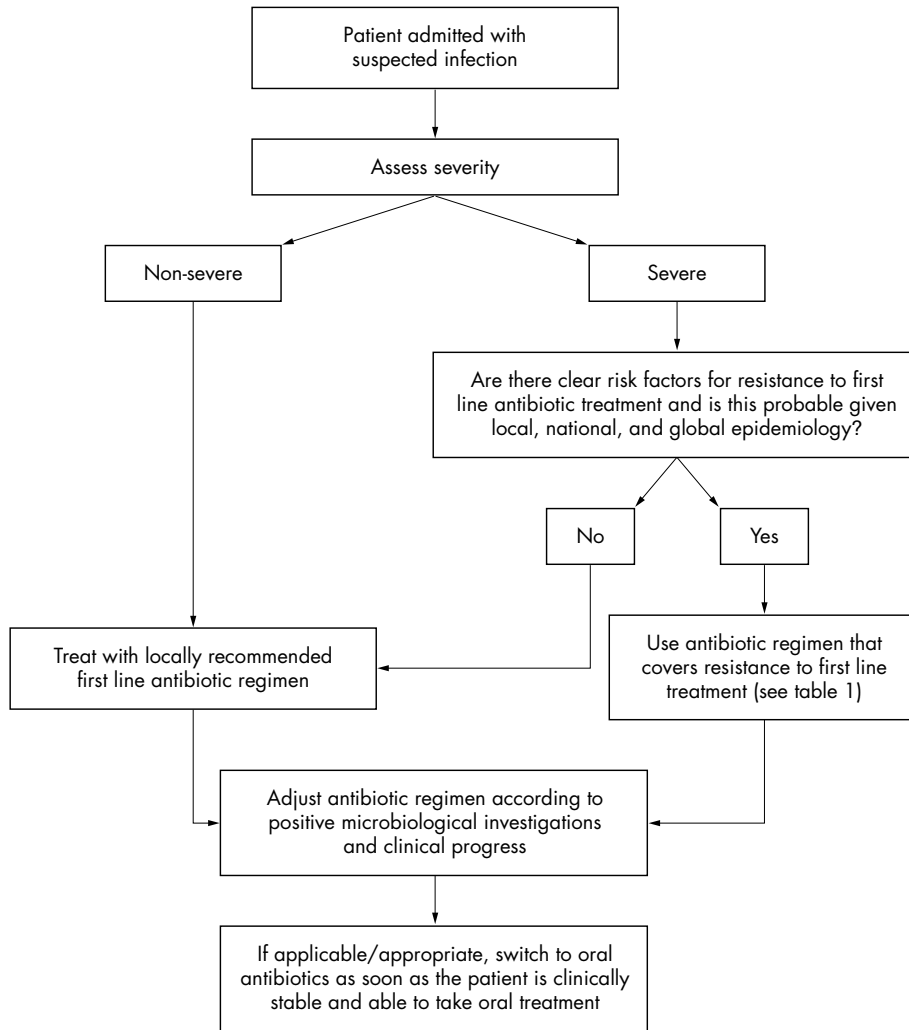 Patient admitted with
suspected infection
Assess severity
Non-severe
Severe
Are there clear risk factors for resistance to first
line antibiotic treatment and is this probable given
local, national, and global epidemiology?
No
Yes
Treat with locally recommended
first line antibiotic regimen
Use antibiotic regimen that
covers resistance to first line
treatment (see table 1)
Adjust antibiotic regimen according to
positive microbiological investigations
and clinical progress
If applicable/appropriate, switch to oral
antibiotics as soon as the patient is clinically
stable and able to take oral treatment